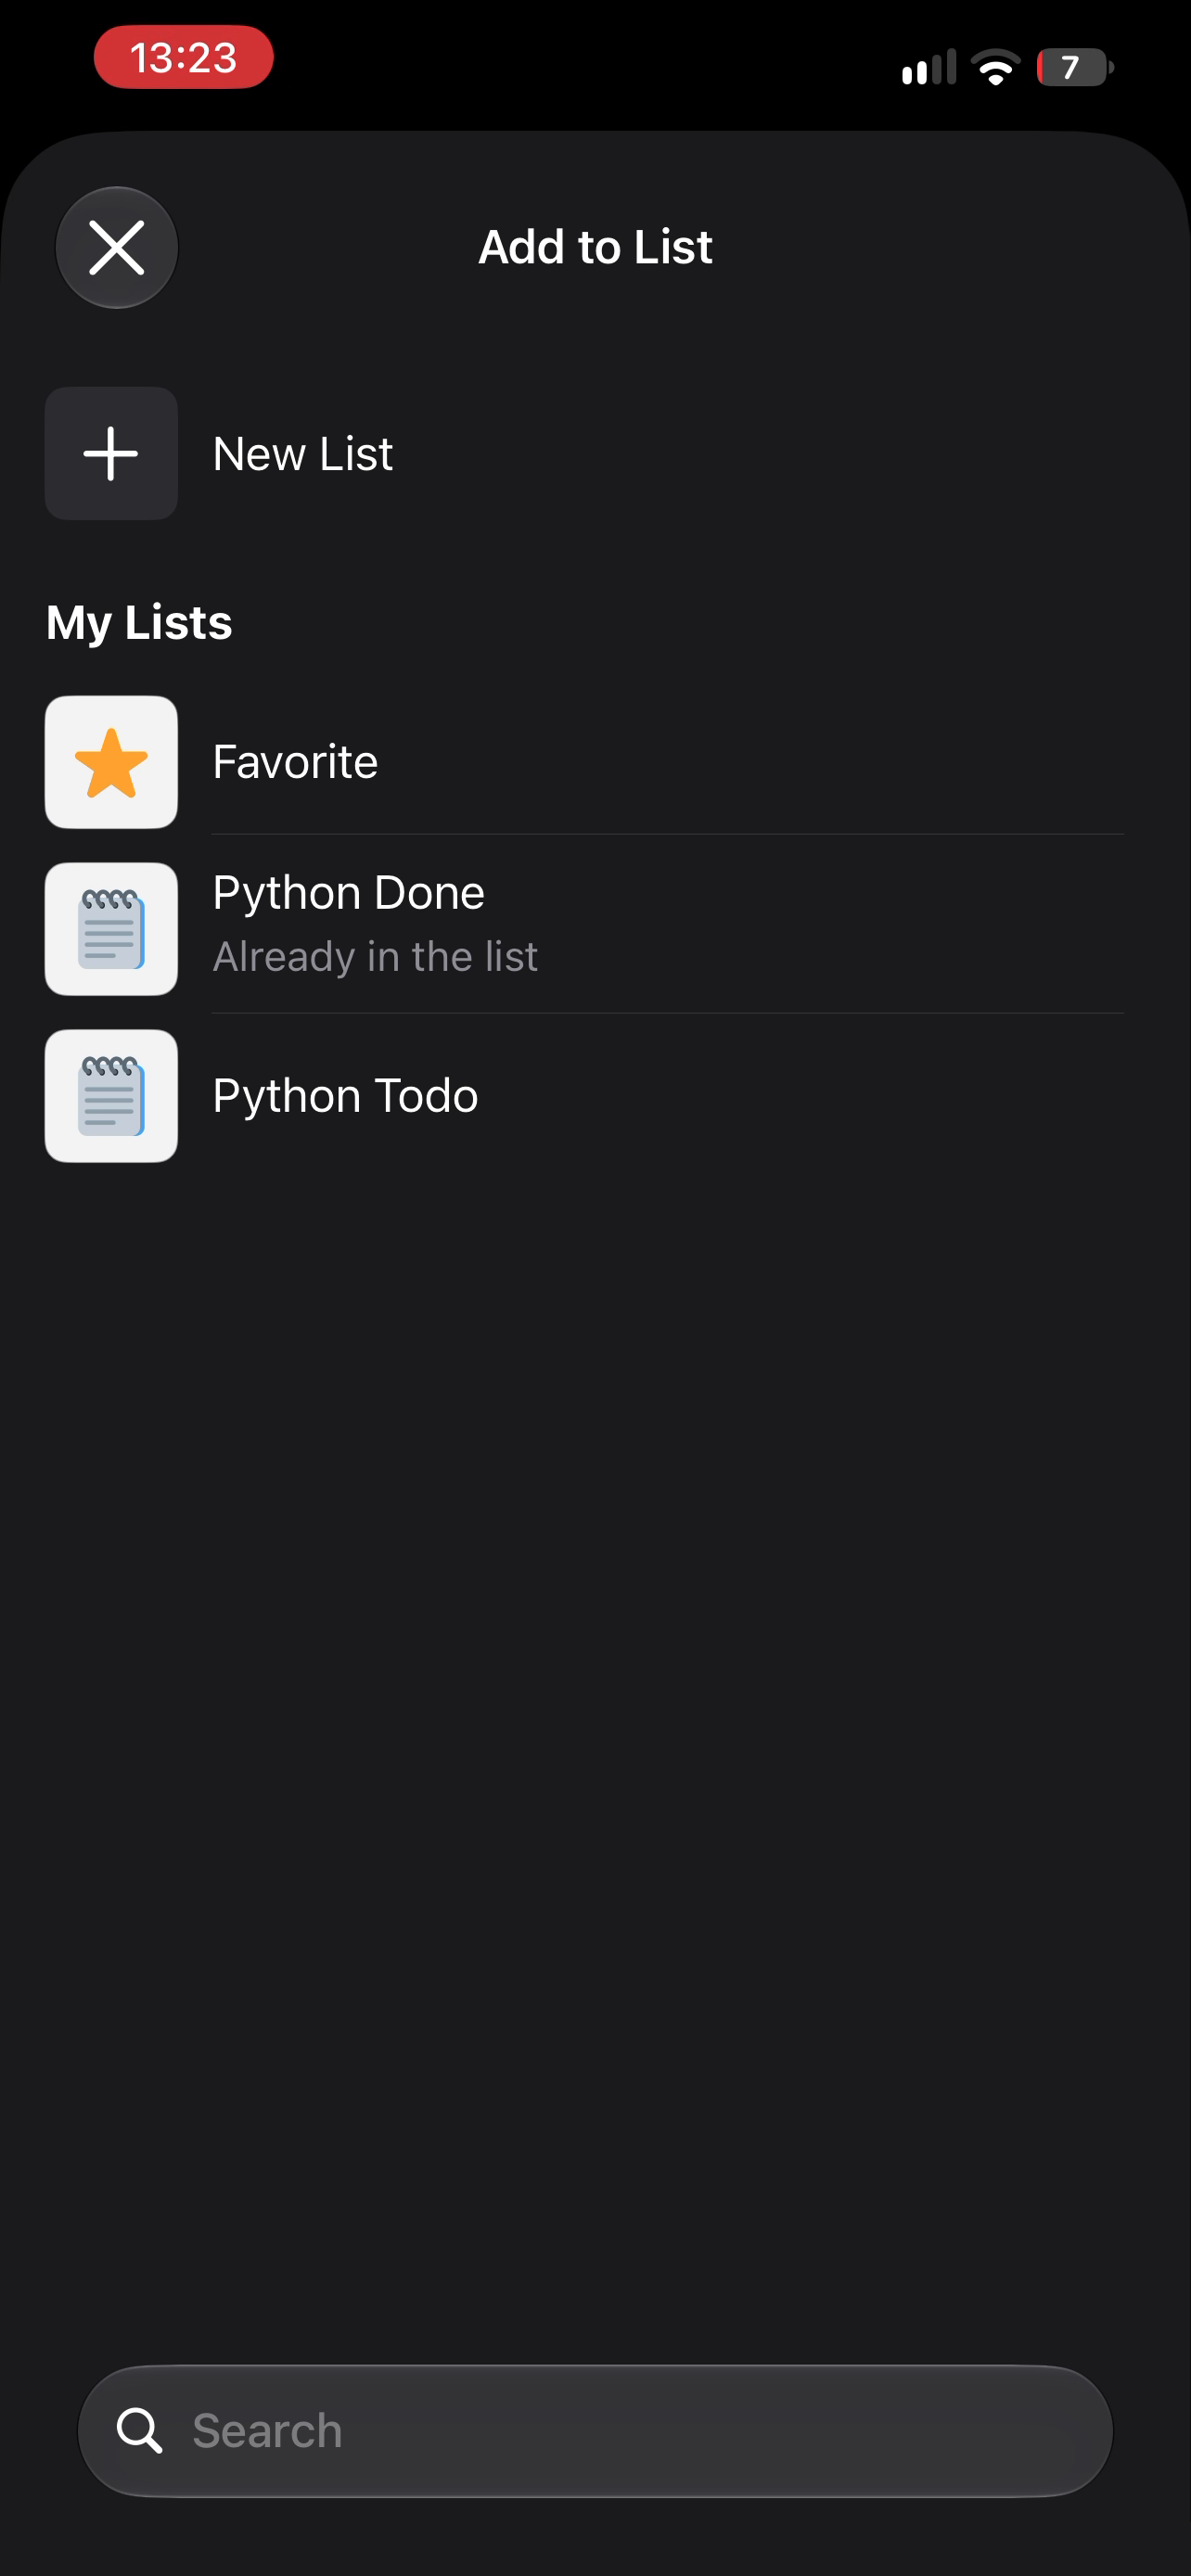 13:23
7
Add to List
New List
My Lists
Favorite
Python Done
Already in the list
Python Todo
Search